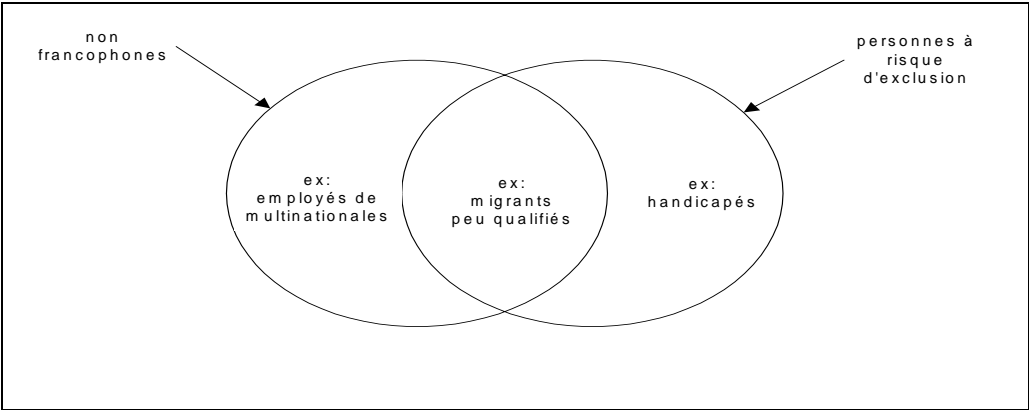 non
francophones
personnes à
risque
d'exclusion
ex:
employés de
multinationales
ex:
migrants
peu qualifiés
ex:
handicapés